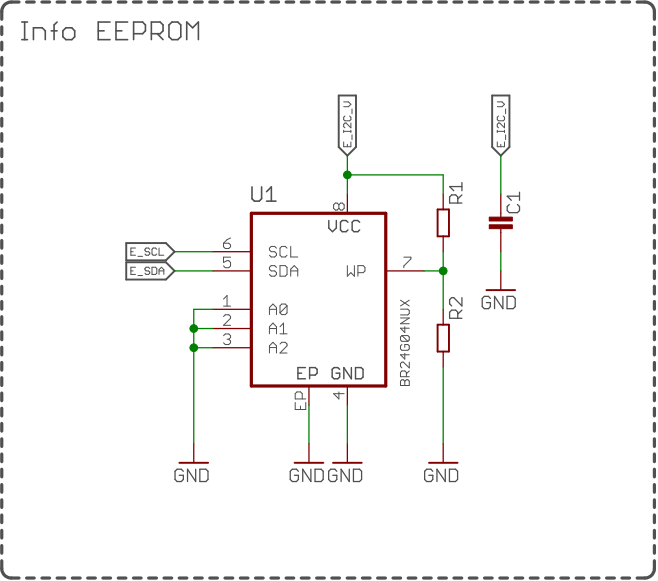 Info EEPROM
E_I2C_V
E_I2C_V
U1
8
VCC
R1
C1
E_SCL
6
SCL
E_SDA
5
SDA
WP
7
GND
1
A0
2
A1
3
A2
R2
BR24G04NUX
EP
GND
EP
4
GND
GND
GND
GND